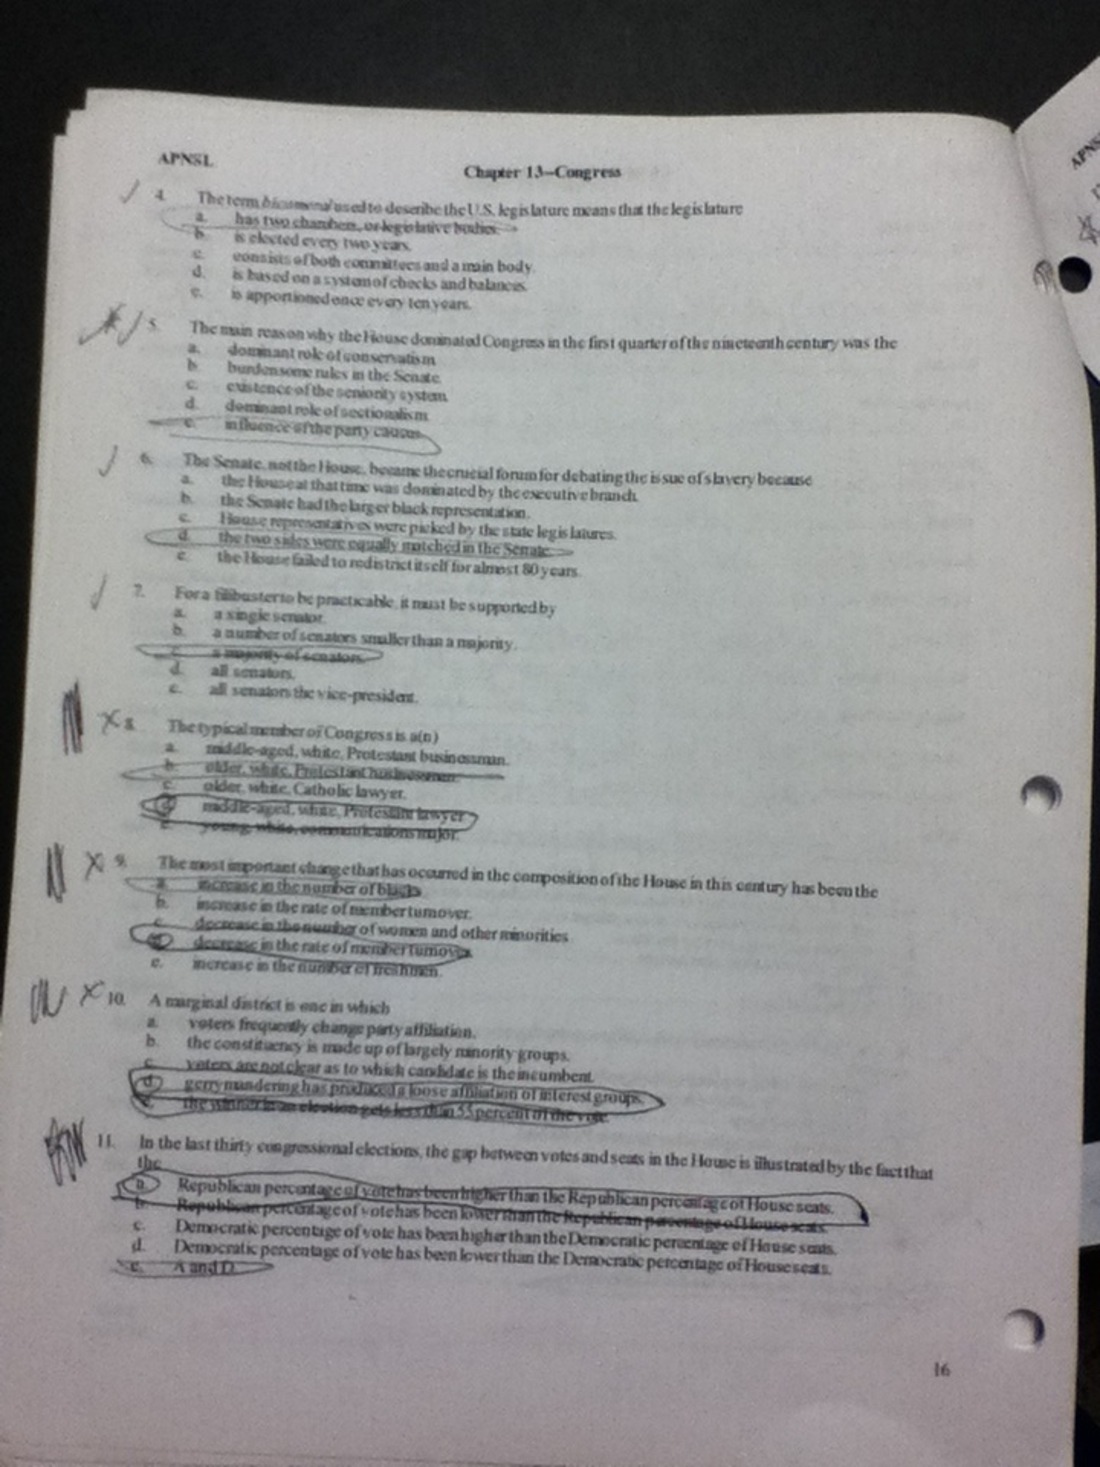 APNSL
Chapter 13--Congress
4. The term bicameral used to describe the U.S. legislature means that the legislature
a. has two chambers, or legislative bodies.
b. is elected every two years.
c. consists of both committees and a main body.
d. is based on a system of checks and balances.
e. is apportioned once every ten years.
5. The main reason why the House dominated Congress in the first quarter of the nineteenth century was the
a. dominant role of conservatism
b. burdensome rules in the Senate.
c. existence of the seniority system.
d. dominant role of sectionalism.
e. influence of the party caucus.
6. The Senate, not the House, became the crucial forum for debating the issue of slavery because
a. the House at that time was dominated by the executive branch.
b. the Senate had the larger black representation.
c. House representatives were picked by the state legislatures.
d. the two sides were equally matched in the Senate.
e. the House failed to redistrict itself for almost 80 years.
7. For a filibuster to be practicable, it must be supported by
a. a single senator.
b. a number of senators smaller than a majority.
c. a majority of senators.
d. all senators.
e. all senators the vice-president.
8. The typical member of Congress is a(n)
a. middle-aged, white, Protestant businessman.
b. older, white, Protestant businessman.
c. older, white, Catholic lawyer.
d. middle-aged, white, Protestant lawyer.
e. young, white, communications major.
9. The most important change that has occurred in the composition of the House in this century has been the
a. increase in the number of blacks
b. increase in the rate of member turnover.
c. decrease in the number of women and other minorities
d. decrease in the rate of member turnover.
e. increase in the number of freshmen.
10. A marginal district is one in which
a. voters frequently change party affiliation.
b. the constituency is made up of largely minority groups.
c. voters are not clear as to which candidate is the incumbent.
d. gerrymandering has produced a loose affiliation of interest groups.
e. the winner in an election gets less than 55 percent of the vote.
11. In the last thirty congressional elections, the gap between votes and seats in the House is illustrated by the fact that
the
a. Republican percentage of vote has been higher than the Republican percentage of House seats.
b. Republican percentage of vote has been lower than the Republican percentage of House seats.
c. Democratic percentage of vote has been higher than the Democratic percentage of House seats.
d. Democratic percentage of vote has been lower than the Democratic percentage of House seats.
e. A and D.
16
APNS